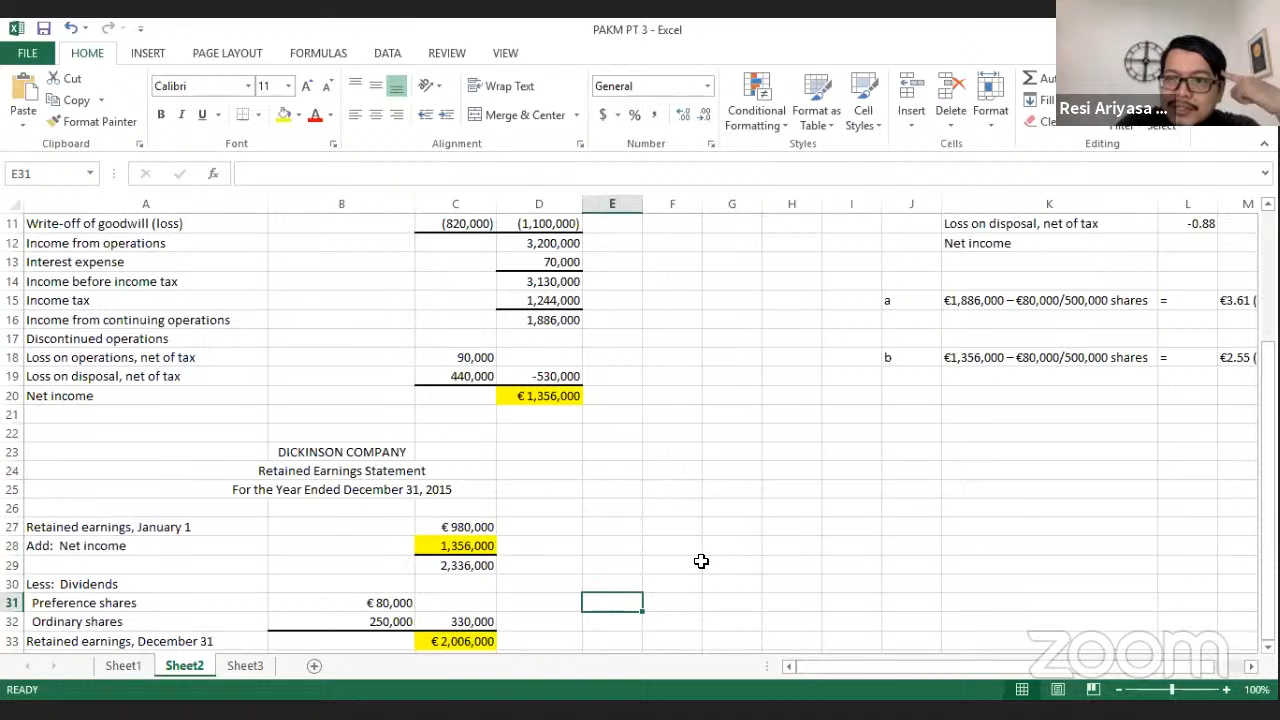 PAKM PT 3 - Excel
FILE HOME INSERT PAGE LAYOUT FORMULAS DATA REVIEW VIEW
Resi Ariyasa ...
Paste Cut Calibri 11 Wrap Text General Conditional Formatting Format as Table Cell Styles Insert Delete Format
Copy Format Painter B I U A Merge & Center $ % Fill
Clipboard Font Alignment Number Styles Cells Editing
E31 fx
A B C D E F G H I J K L M
11 Write-off of goodwill (loss) (820,000) (1,100,000) Loss on disposal, net of tax -0.88
12 Income from operations 3,200,000 Net income
13 Interest expense 70,000
14 Income before income tax 3,130,000
15 Income tax 1,244,000 a €1,886,000 – €80,000/500,000 shares = €3.61 (
16 Income from continuing operations 1,886,000
17 Discontinued operations
18 Loss on operations, net of tax 90,000 b €1,356,000 – €80,000/500,000 shares = €2.55 (
19 Loss on disposal, net of tax 440,000 -530,000
20 Net income € 1,356,000
21
22
23 DICKINSON COMPANY
24 Retained Earnings Statement
25 For the Year Ended December 31, 2015
26
27 Retained earnings, January 1 € 980,000
28 Add: Net income 1,356,000
29 2,336,000
30 Less: Dividends
31 Preference shares € 80,000
32 Ordinary shares 250,000 330,000
33 Retained earnings, December 31 € 2,006,000
zoom
Sheet1 Sheet2 Sheet3
READY 100%